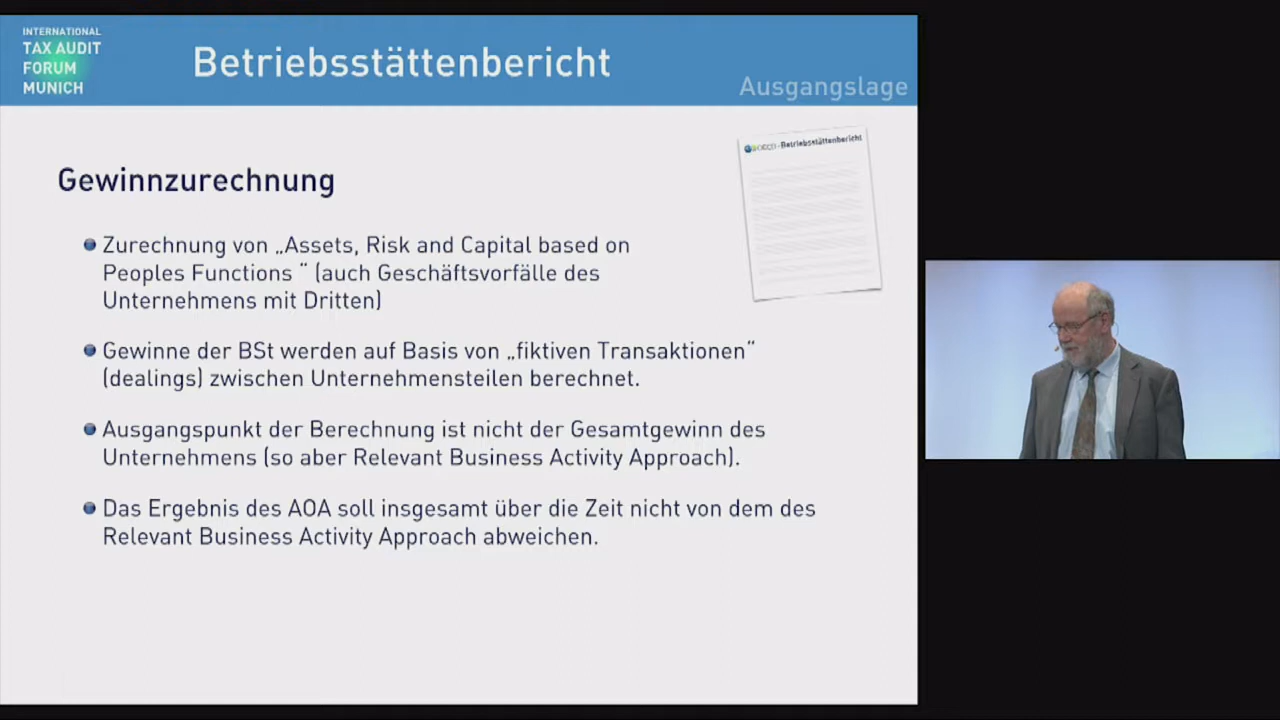 INTERNATIONAL
TAX AUDIT
FORUM
MUNICH
Betriebsstättenbericht
Ausgangslage
OECD-Betriebsstättenbericht
Gewinnzurechnung
Zurechnung von „Assets, Risk and Capital based on
Peoples Functions “ (auch Geschäftsvorfälle des
Unternehmens mit Dritten)
Gewinne der BSt werden auf Basis von „fiktiven Transaktionen“
(dealings) zwischen Unternehmensteilen berechnet.
Ausgangspunkt der Berechnung ist nicht der Gesamtgewinn des
Unternehmens (so aber Relevant Business Activity Approach).
Das Ergebnis des AOA soll insgesamt über die Zeit nicht von dem des
Relevant Business Activity Approach abweichen.